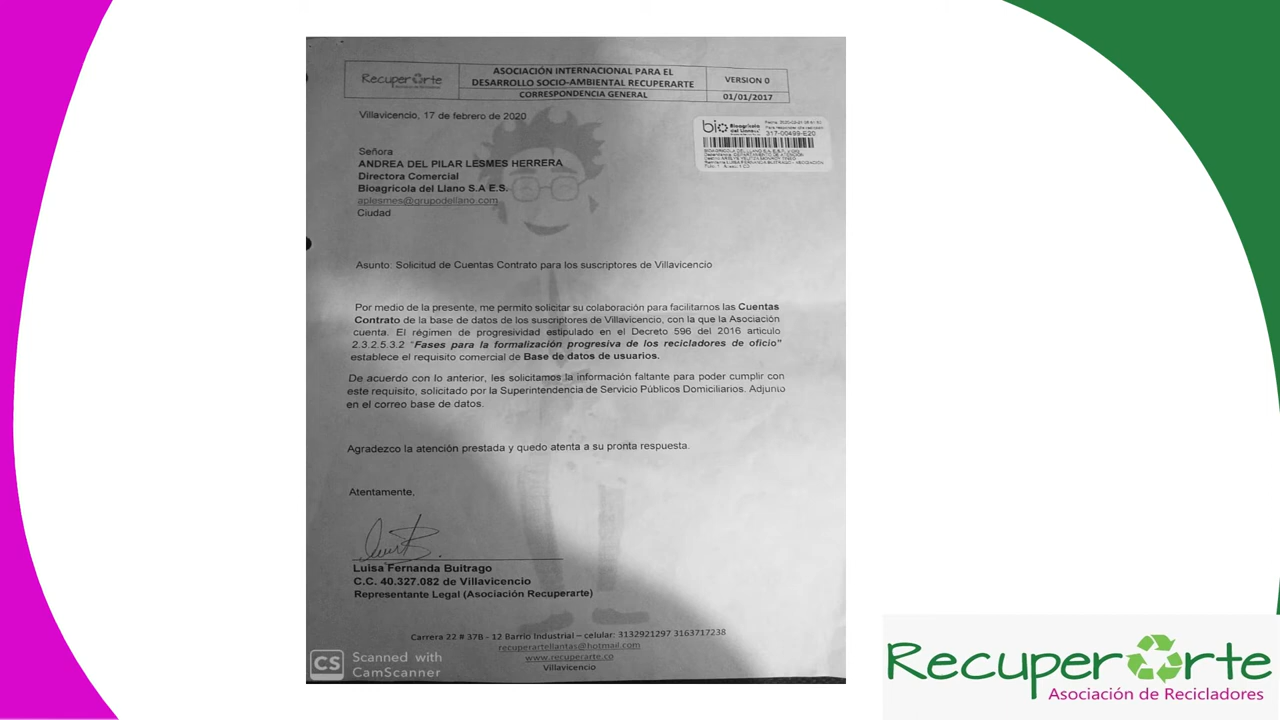 Recuperarte
Asociación de Recicladores
ASOCIACIÓN INTERNACIONAL PARA EL
DESARROLLO SOCIO-AMBIENTAL RECUPERARTE
CORRESPONDENCIA GENERAL
VERSION 0
01/01/2017
Villavicencio, 17 de febrero de 2020
bio Bioagrícola
del Llano
317-00499-E20
Señora
ANDREA DEL PILAR LESMES HERRERA
Directora Comercial
Bioagricola del Llano S.A E.S.
aplesmes@grupodellano.com
Ciudad
Asunto: Solicitud de Cuentas Contrato para los suscriptores de Villavicencio
Por medio de la presente, me permito solicitar su colaboración para facilitarnos las Cuentas
Contrato de la base de datos de los suscriptores de Villavicencio, con la que la Asociación
cuenta. El régimen de progresividad estipulado en el Decreto 596 del 2016 articulo
2.3.2.5.3.2 "Fases para la formalización progresiva de los recicladores de oficio"
establece el requisito comercial de Base de datos de usuarios.
De acuerdo con lo anterior, les solicitamos la información faltante para poder cumplir con
este requisito, solicitado por la Superintendencia de Servicio Públicos Domiciliarios. Adjunto
en el correo base de datos.
Agradezco la atención prestada y quedo atenta a su pronta respuesta.
Atentamente,
Luisa Fernanda Buitrago
C.C. 40.327.082 de Villavicencio
Representante Legal (Asociación Recuperarte)
Carrera 22 # 37B - 12 Barrio Industrial – celular: 3132921297 3163717238
recuperartellantas@hotmail.com
www.recuperarte.co
Villavicencio
CS Scanned with
CamScanner
Recuperarte
Asociación de Recicladores